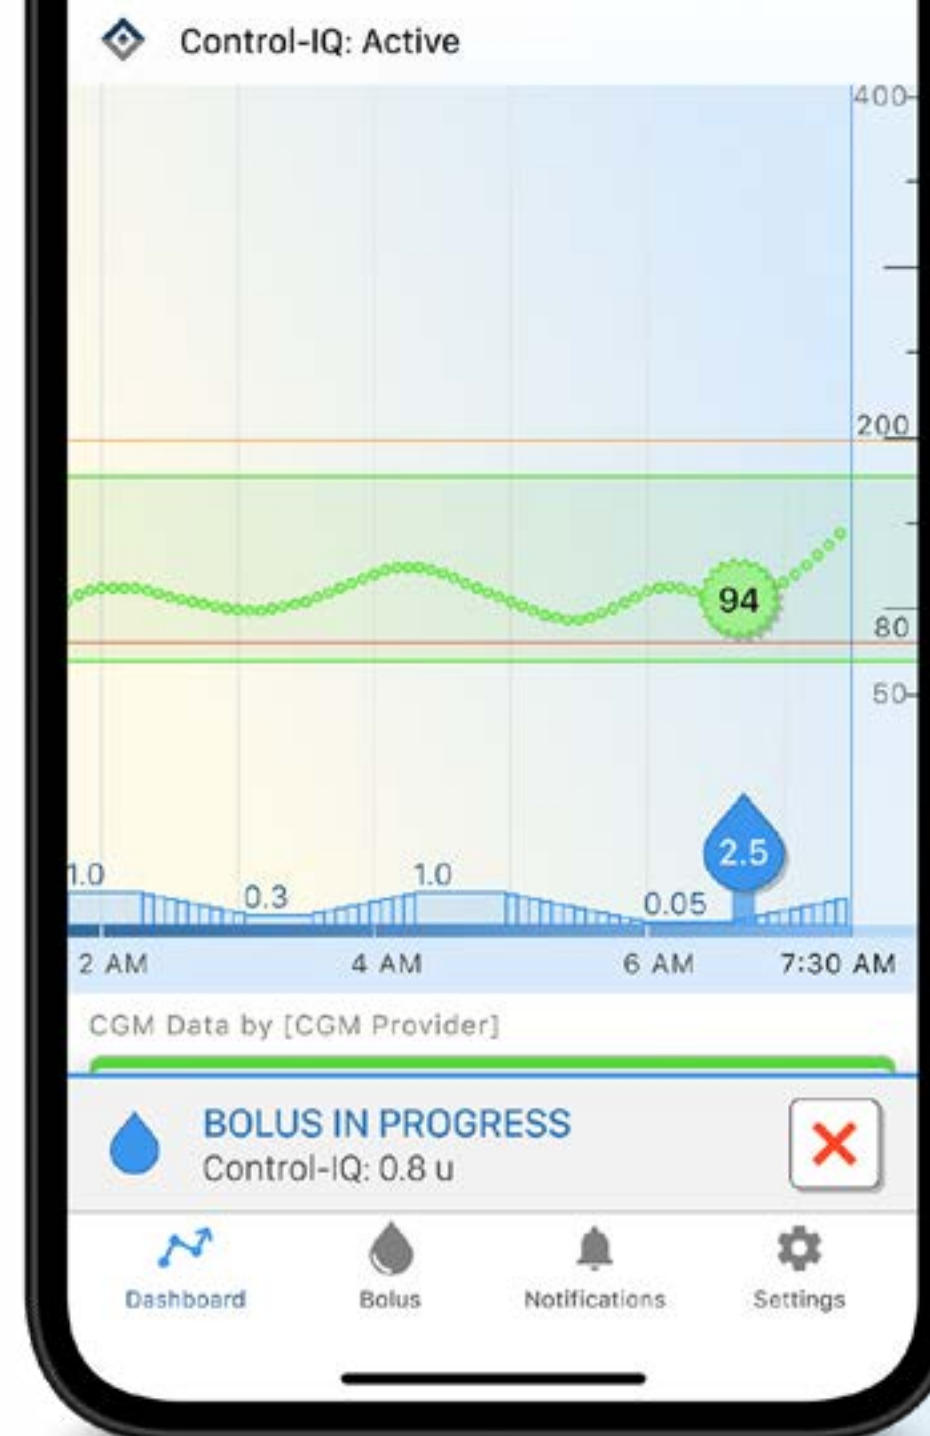 Control-IQ: Active
400
200
94
80
50
2.5
1.0
0.3
1.0
0.05
2 AM
4 AM
6 AM
7:30 AM
CGM Data by [CGM Provider]
BOLUS IN PROGRESS
Control-IQ: 0.8 u
Dashboard
Bolus
Notifications
Settings